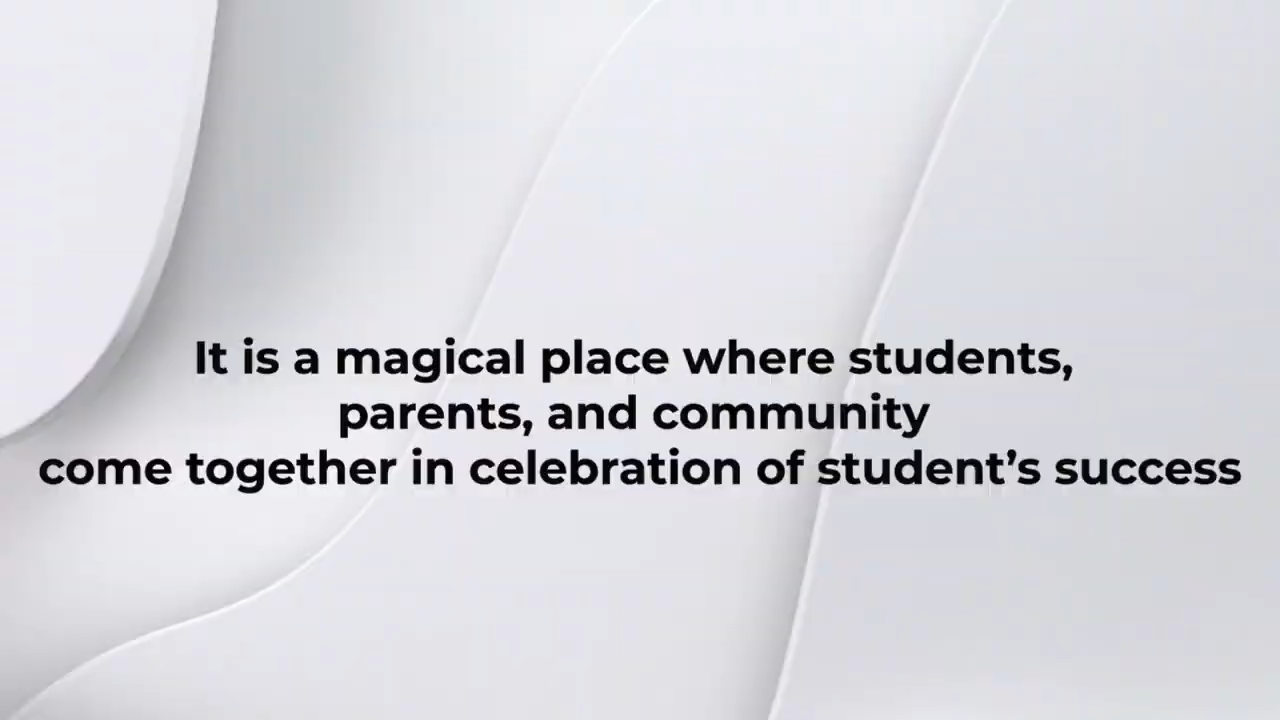 It is a magical place where students,
parents, and community
come together in celebration of student’s success